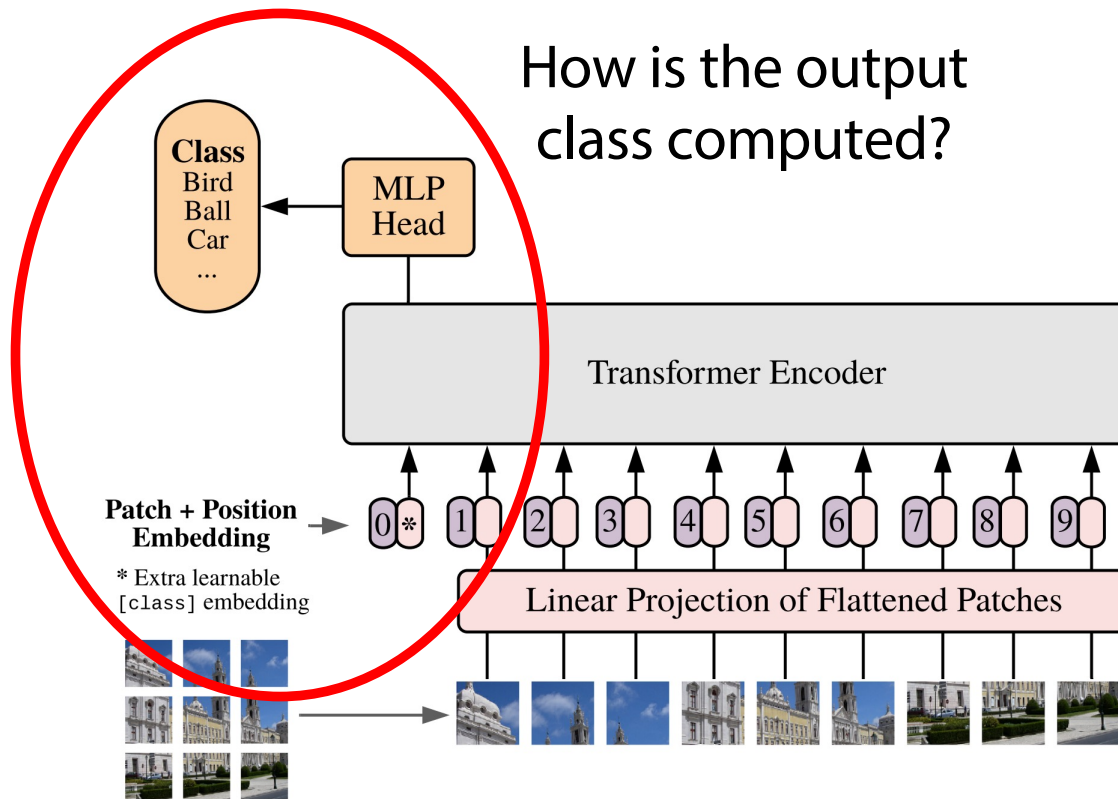 How is the output
class computed?
Class
Bird
Ball
Car
...
MLP
Head
Transformer Encoder
Patch + Position
Embedding
* Extra learnable
[class] embedding
0 * 1 2 3 4 5 6 7 8 9
Linear Projection of Flattened Patches